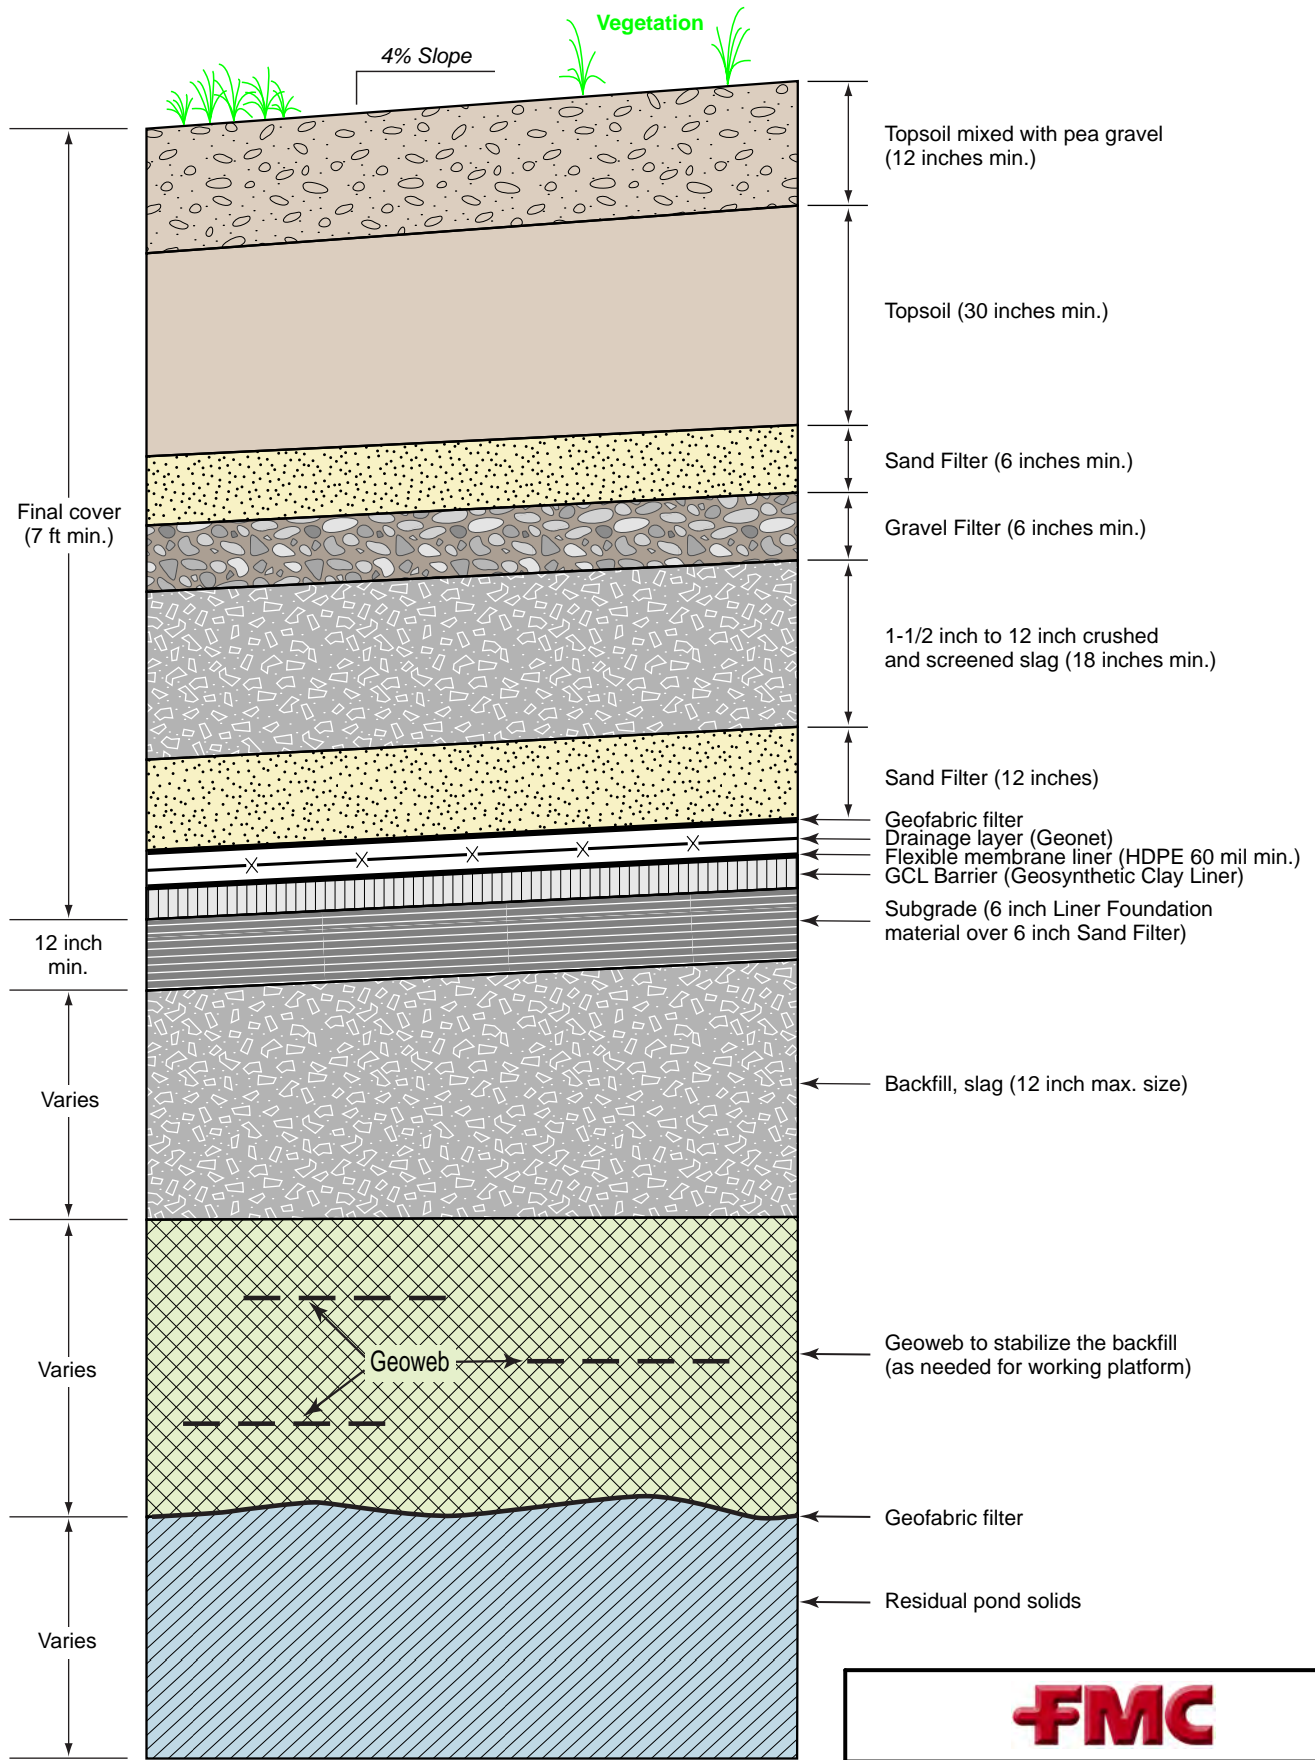 Vegetation
4% Slope
Topsoil mixed with pea gravel
(12 inches min.)
Topsoil (30 inches min.)
Sand Filter (6 inches min.)
Final cover
(7 ft min.)
Gravel Filter (6 inches min.)
1-1/2 inch to 12 inch crushed
and screened slag (18 inches min.)
Sand Filter (12 inches)
Geofabric filter
Drainage layer (Geonet)
Flexible membrane liner (HDPE 60 mil min.)
GCL Barrier (Geosynthetic Clay Liner)
Subgrade (6 inch Liner Foundation
material over 6 inch Sand Filter)
12 inch
min.
Backfill, slag (12 inch max. size)
Varies
Geoweb to stabilize the backfill
(as needed for working platform)
Geoweb
Varies
Geofabric filter
Residual pond solids
Varies
FMC